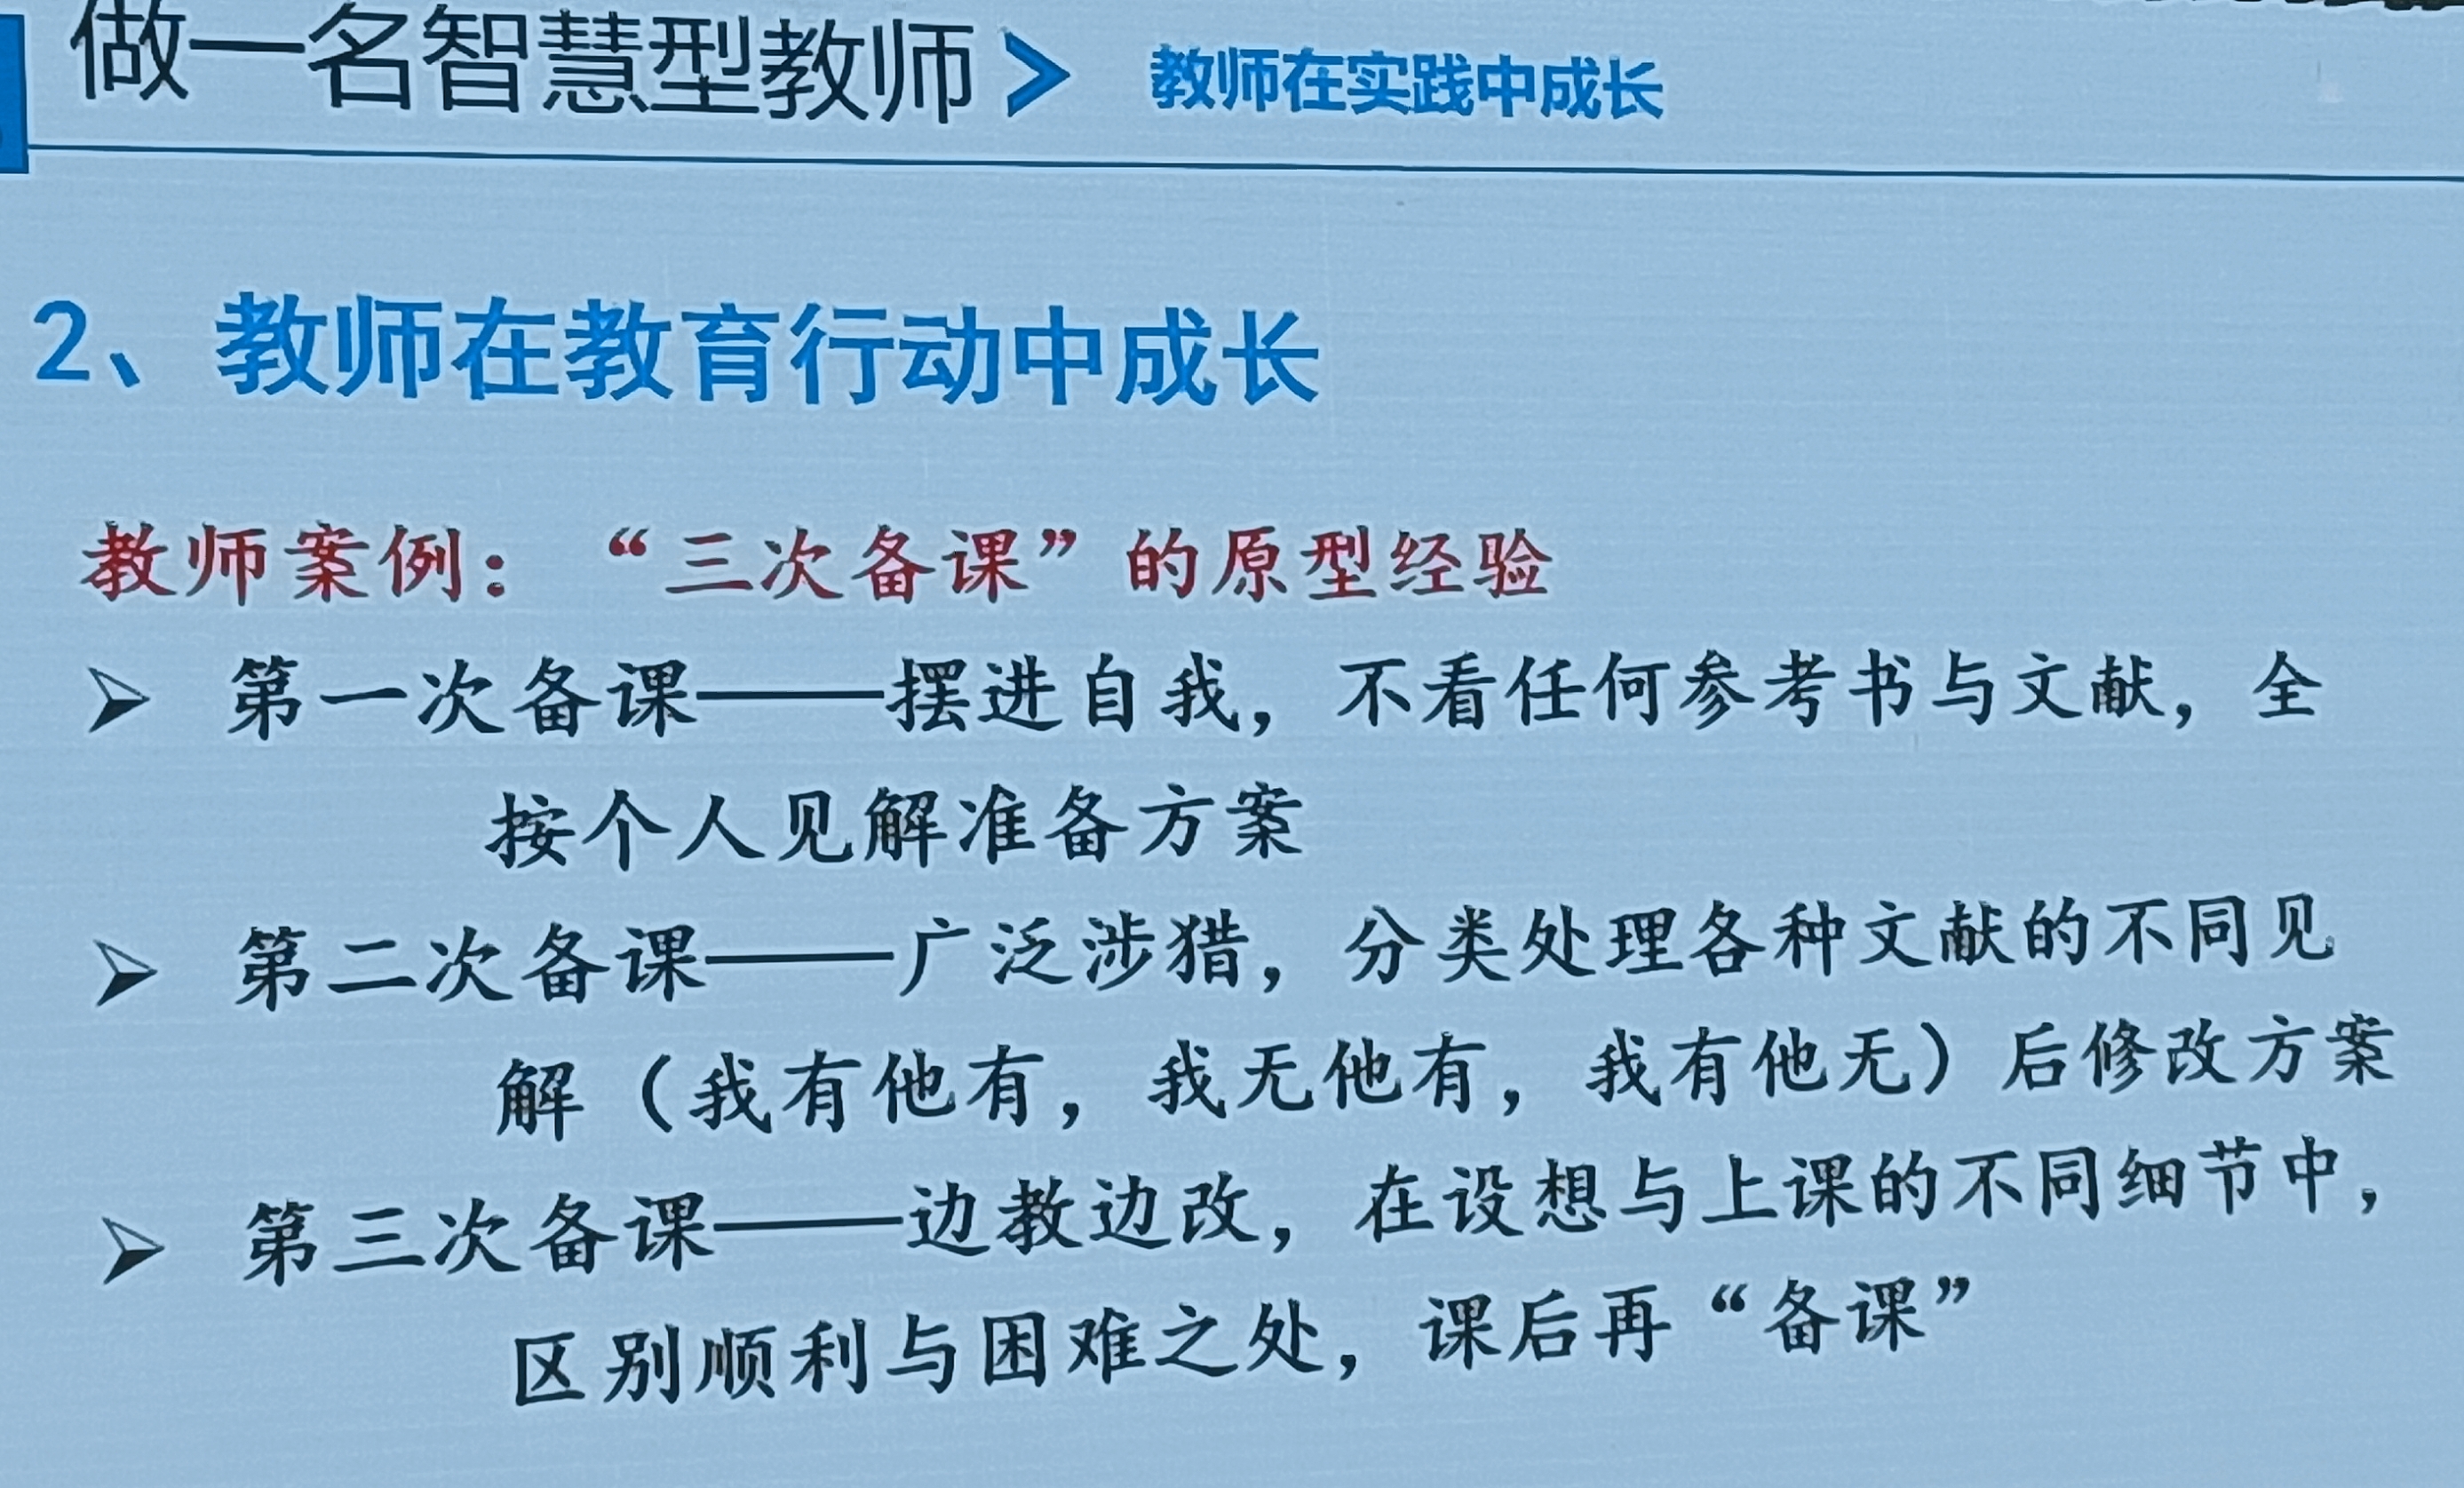 做一名智慧型教师 > 教师在实践中成长
2、教师在教育行动中成长
教师案例：“三次备课”的原型经验
➢ 第一次备课——摆进自我，不看任何参考书与文献，全
按个人见解准备方案
➢ 第二次备课——广泛涉猎，分类处理各种文献的不同见
解（我有他有，我无他有，我有他无）后修改方案
➢ 第三次备课——边教边改，在设想与上课的不同细节中，
区别顺利与困难之处，课后再“备课”